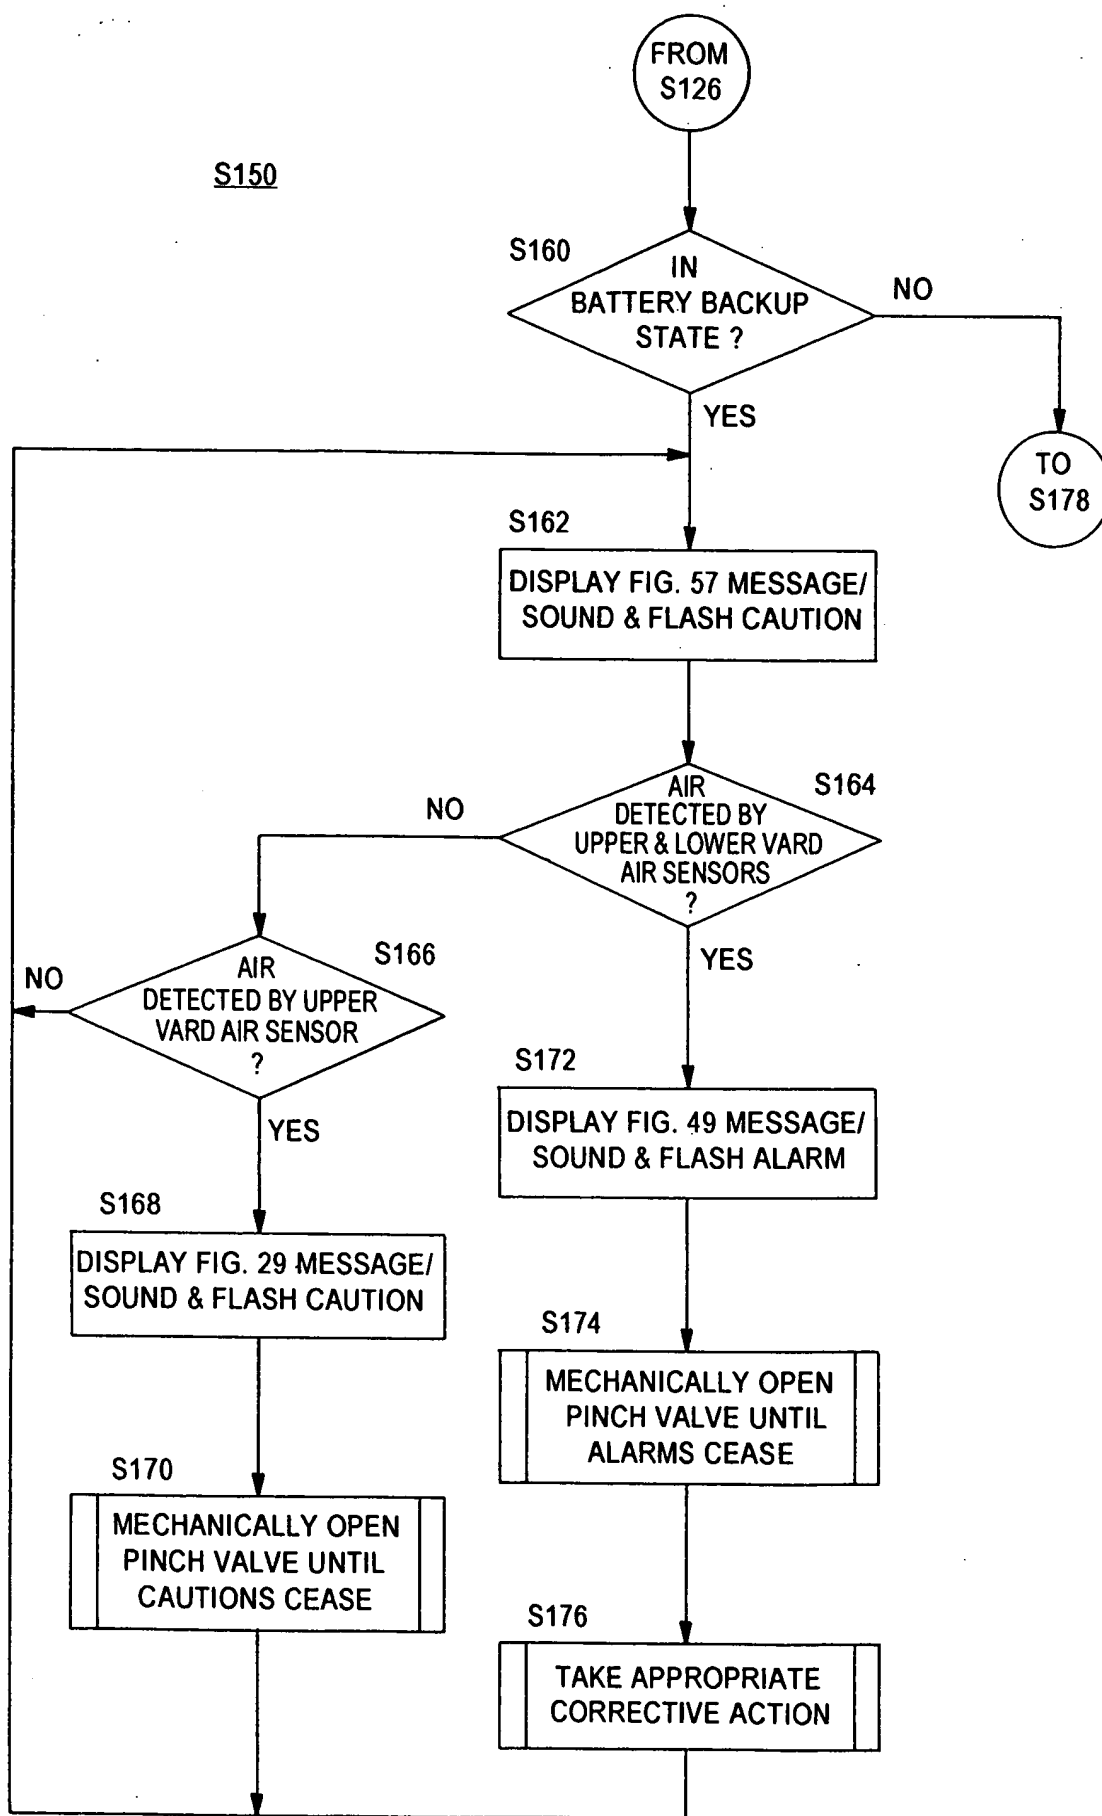 FROM
S126
S150
S160
IN
BATTERY BACKUP
STATE ?
NO
YES
TO
S178
S162
DISPLAY FIG. 57 MESSAGE/
SOUND & FLASH CAUTION
S164
AIR
DETECTED BY
UPPER & LOWER VARD
AIR SENSORS
?
NO
YES
S166
AIR
DETECTED BY UPPER
VARD AIR SENSOR
?
NO
YES
S172
DISPLAY FIG. 49 MESSAGE/
SOUND & FLASH ALARM
S168
DISPLAY FIG. 29 MESSAGE/
SOUND & FLASH CAUTION
S174
MECHANICALLY OPEN
PINCH VALVE UNTIL
ALARMS CEASE
S170
MECHANICALLY OPEN
PINCH VALVE UNTIL
CAUTIONS CEASE
S176
TAKE APPROPRIATE
CORRECTIVE ACTION